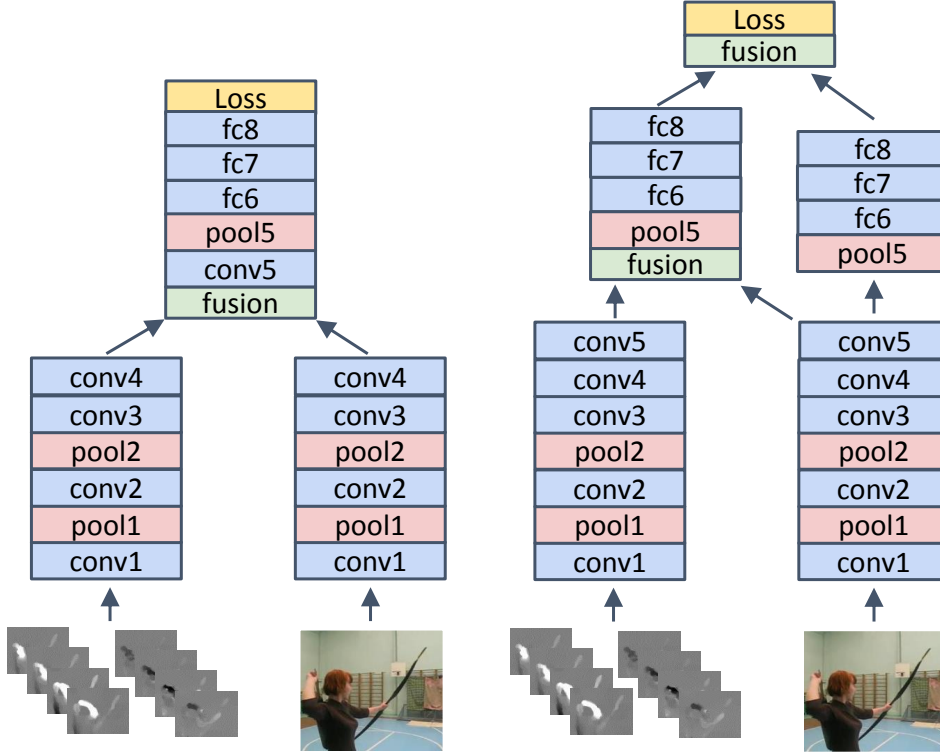 Loss
fc8
fc7
fc6
pool5
conv5
fusion
conv4
conv3
pool2
conv2
pool1
conv1
conv4
conv3
pool2
conv2
pool1
conv1
Loss
fusion
fc8
fc7
fc6
pool5
fusion
fc8
fc7
fc6
pool5
conv5
conv4
conv3
pool2
conv2
pool1
conv1
conv5
conv4
conv3
pool2
conv2
pool1
conv1